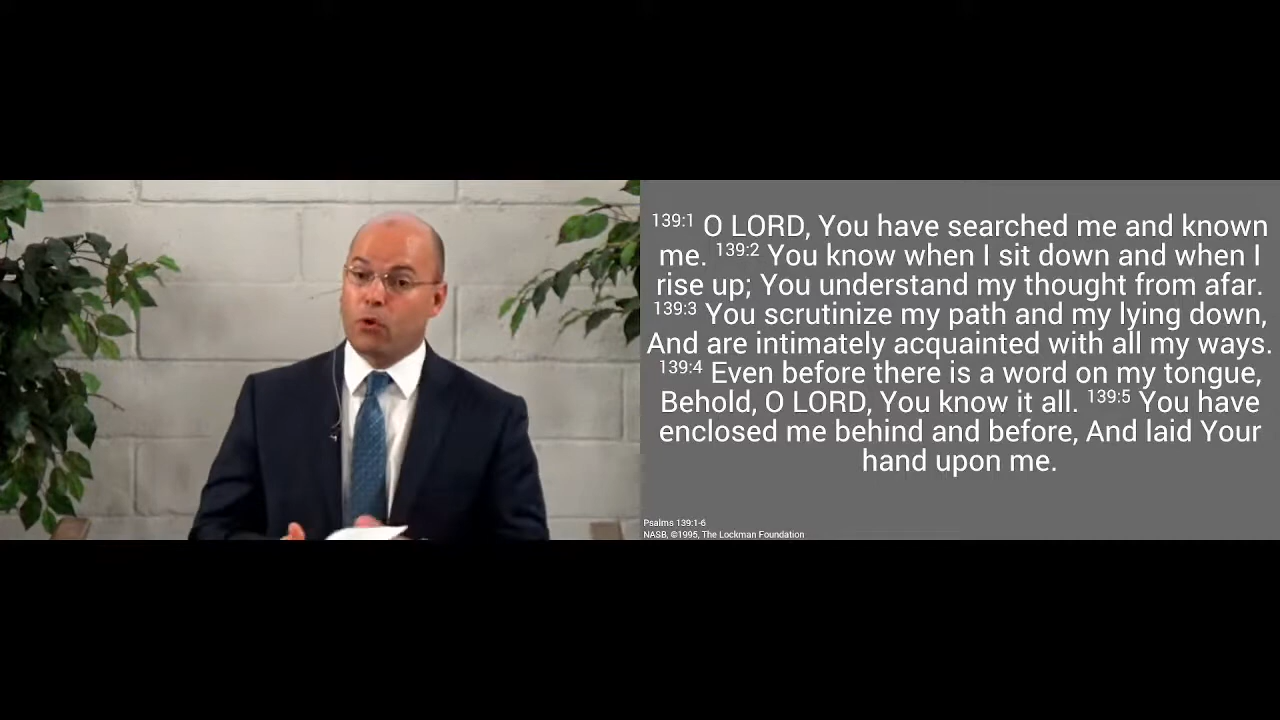 139:1 O LORD, You have searched me and known
me. 139:2 You know when I sit down and when I
rise up; You understand my thought from afar.
139:3 You scrutinize my path and my lying down,
And are intimately acquainted with all my ways.
139:4 Even before there is a word on my tongue,
Behold, O LORD, You know it all. 139:5 You have
enclosed me behind and before, And laid Your
hand upon me.
Psalms 139:1-6
NASB, ©1995, The Lockman Foundation